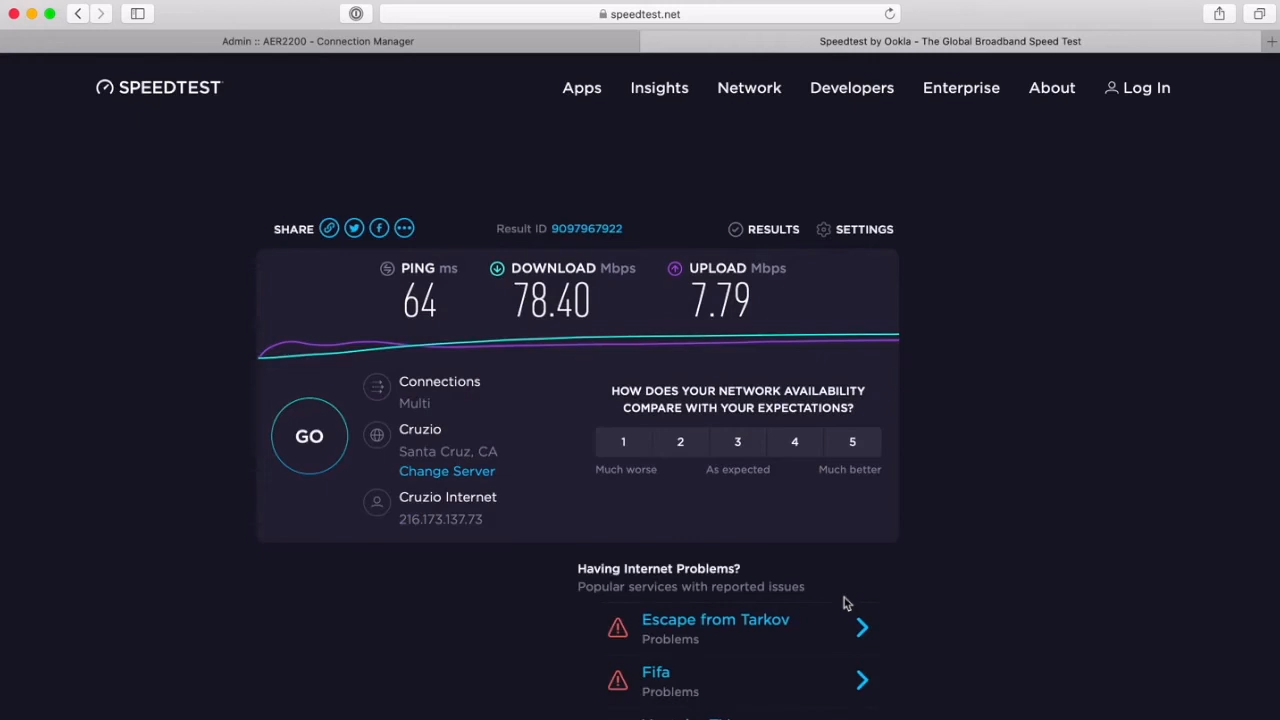 speedtest.net
Admin :: AER2200 - Connection Manager
Speedtest by Ookla - The Global Broadband Speed Test
SPEEDTEST
Apps Insights Network Developers Enterprise About Log In
SHARE
Result ID 9097967922
RESULTS SETTINGS
PING ms
DOWNLOAD Mbps
UPLOAD Mbps
64
78.40
7.79
GO
Connections
Multi
Cruzio
Santa Cruz, CA
Change Server
Cruzio Internet
216.173.137.73
HOW DOES YOUR NETWORK AVAILABILITY
COMPARE WITH YOUR EXPECTATIONS?
1 2 3 4 5
Much worse As expected Much better
Having Internet Problems?
Popular services with reported issues
Escape from Tarkov
Problems
Fifa
Problems